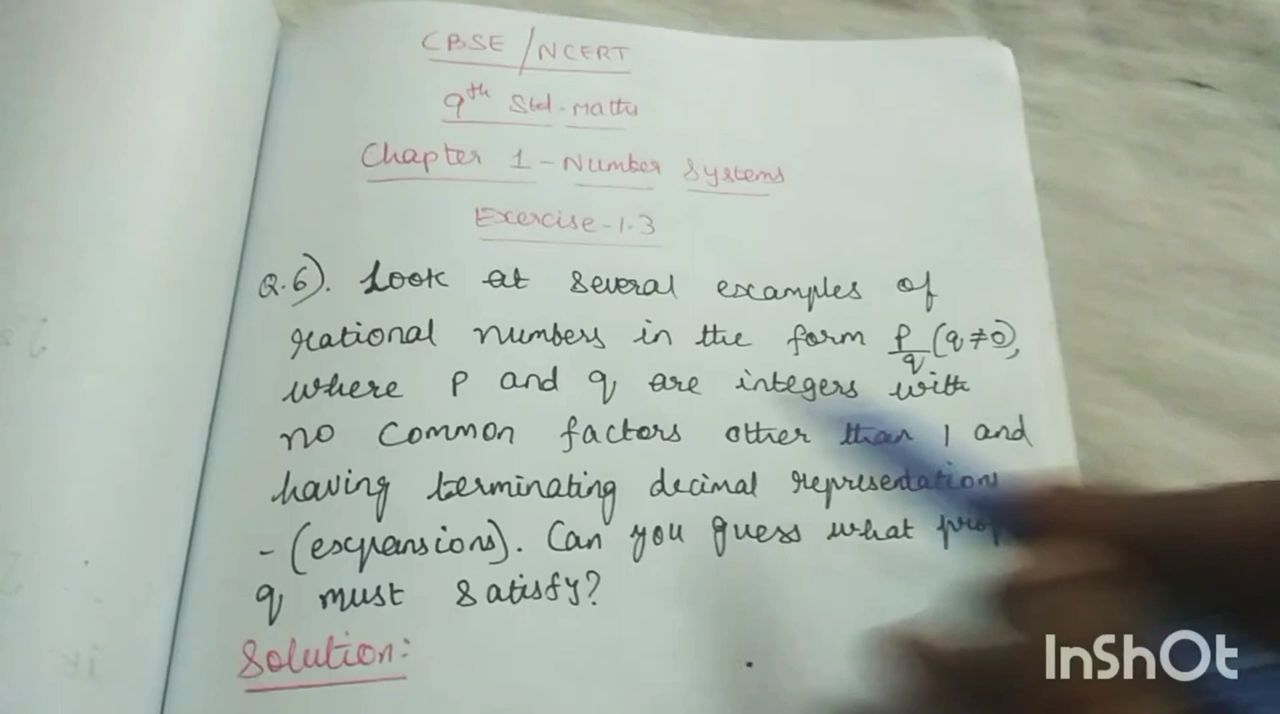 CBSE/NCERT
9th Std-maths
Chapter 1-Number Systems
Exercise-1.3
Q.6). Look at several examples of
rational numbers in the form p/q (q≠0),
where p and q are integers with
no common factors other than 1 and
having terminating decimal representations
-(expansions). Can you guess what
q must satisfy?
Solution:
InShOt